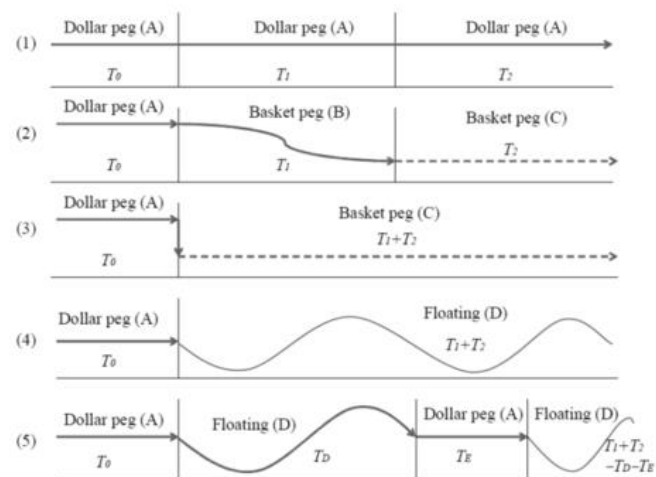 Dollar peg (A) Dollar peg (A) Dollar peg (A)
(1)
T0 T1 T2
Dollar peg (A) Basket peg (B) Basket peg (C)
(2) T2
T0 T1
Dollar peg (A) Basket peg (C)
(3)
T0 T1+T2
Dollar peg (A) Floating (D)
(4) T1+T2
T0
Dollar peg (A) Floating (D) Dollar peg (A) Floating (D)
(5) T1+T2
T0 TD TE −TD−TE